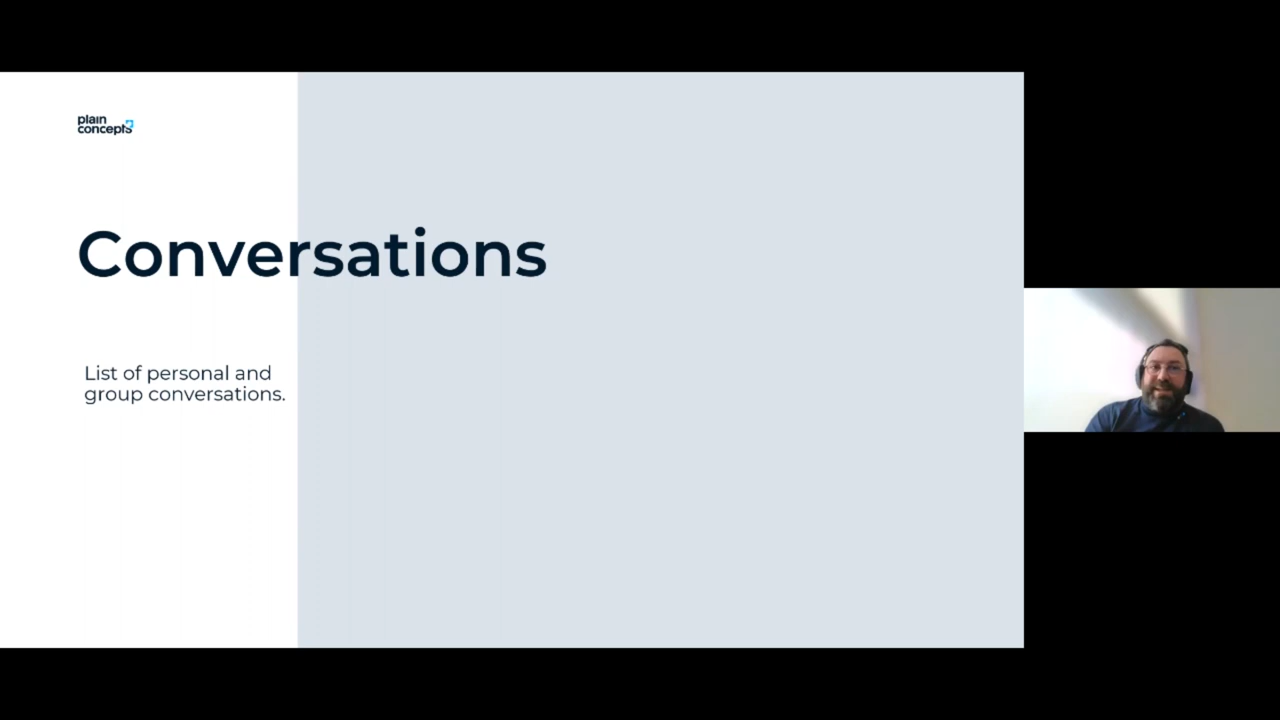 plain
concepts
Conversations
List of personal and
group conversations.